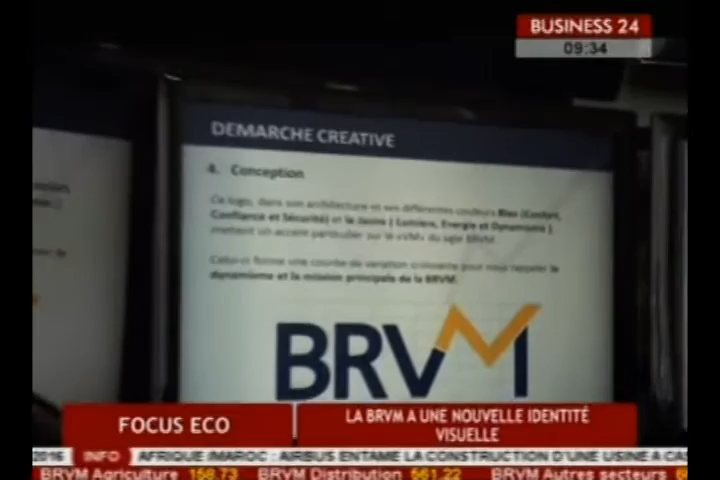 BUSINESS 24
09:34
DEMARCHE CREATIVE
4. Conception
Ce logo, dans son architecture et ses différentes couleurs Bleu (Confort,
Confiance et Sécurité) et le Jaune ( Lumière, Energie et Dynamisme )
mettent un accent particulier sur le «VM» du sigle BRVM
Celui-ci forme une courbe de variation croissante pour nous rappeler le
dynamisme et la mission principale de la BRVM.
BRVM
FOCUS ECO
LA BRVM A UNE NOUVELLE IDENTITÉ
VISUELLE
2016 INFO AFRIQUE /MAROC : AIRBUS ENTAME LA CONSTRUCTION D'UNE USINE A CAS
BRVM Agriculture 158.73 BRVM Distribution 561.22 BRVM Autres secteurs